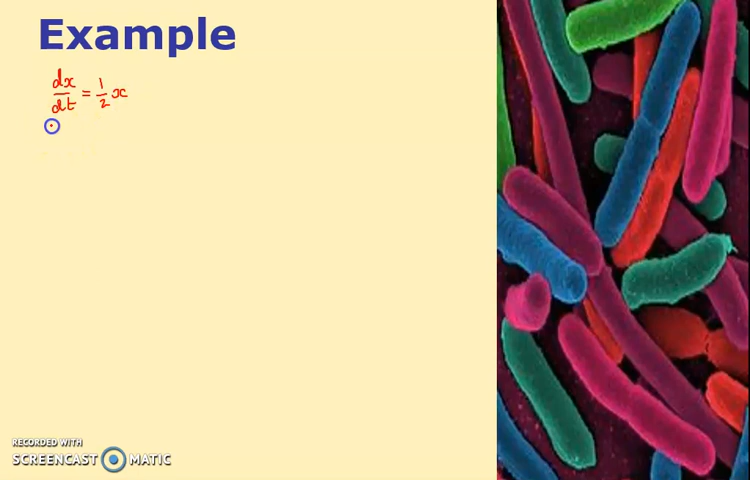 Example
dx/dt = 1/2 x
RECORDED WITH
SCREENCAST MATIC